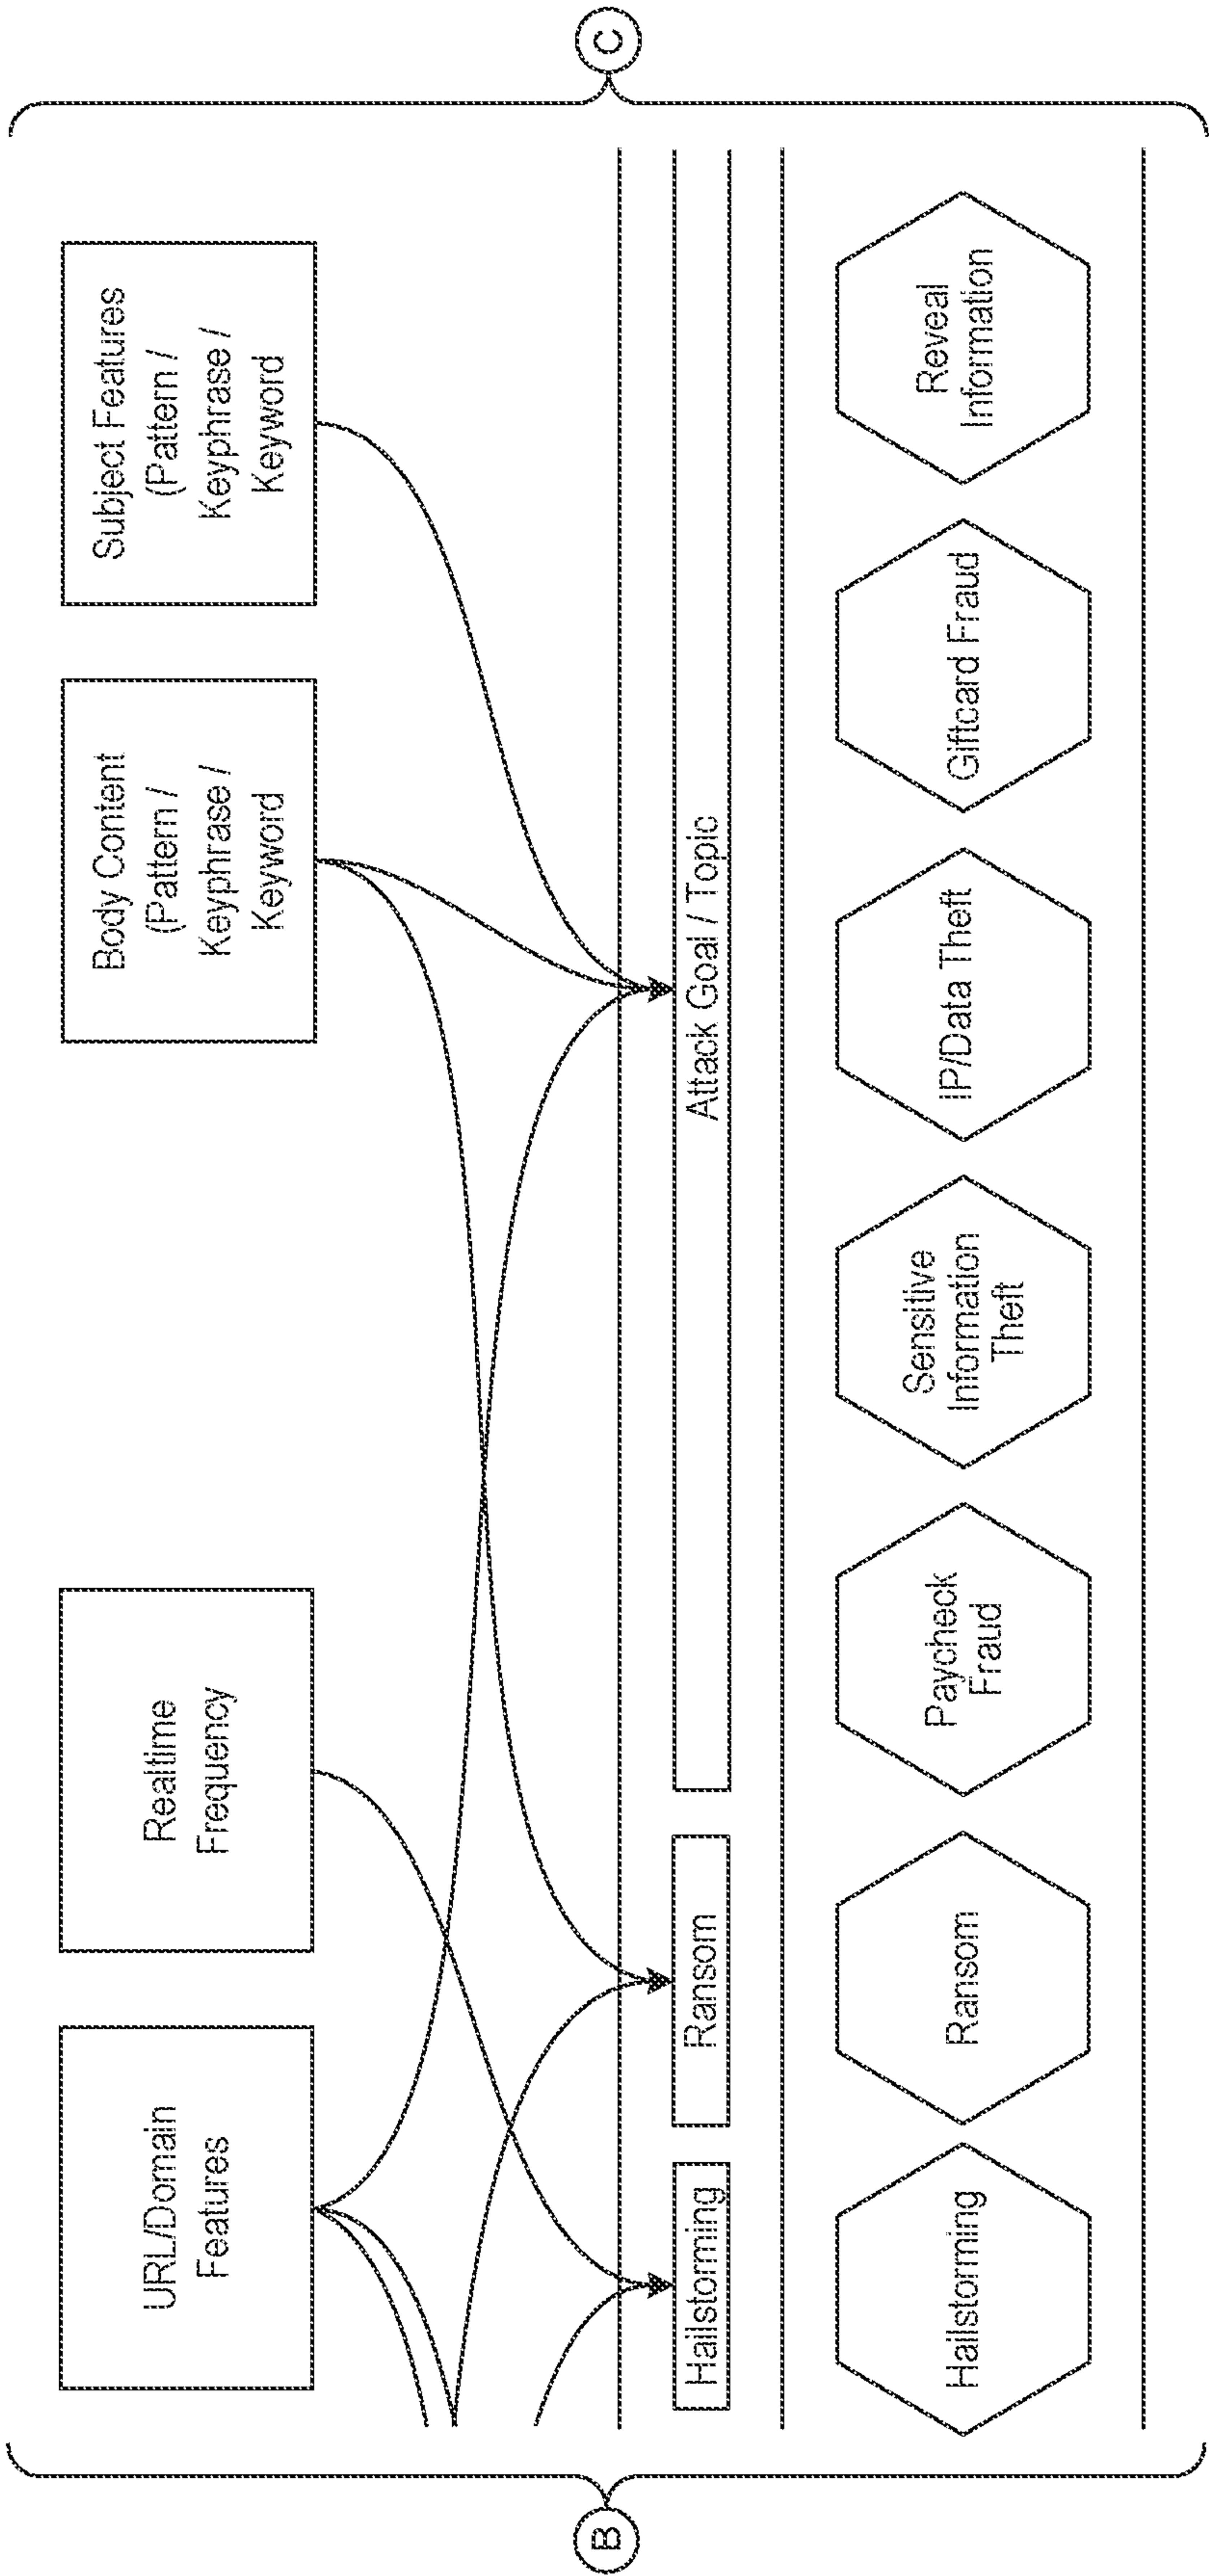 B
URL/Domain
Features
Realtime
Frequency
Body Content
(Pattern /
Keyphrase /
Keyword
Subject Features
(Pattern /
Keyphrase /
Keyword
Hailstorming
Ransom
Attack Goal / Topic
Hailstorming
Ransom
Paycheck
Fraud
Sensitive
Information
Theft
IP/Data Theft
Giftcard Fraud
Reveal
Information
C